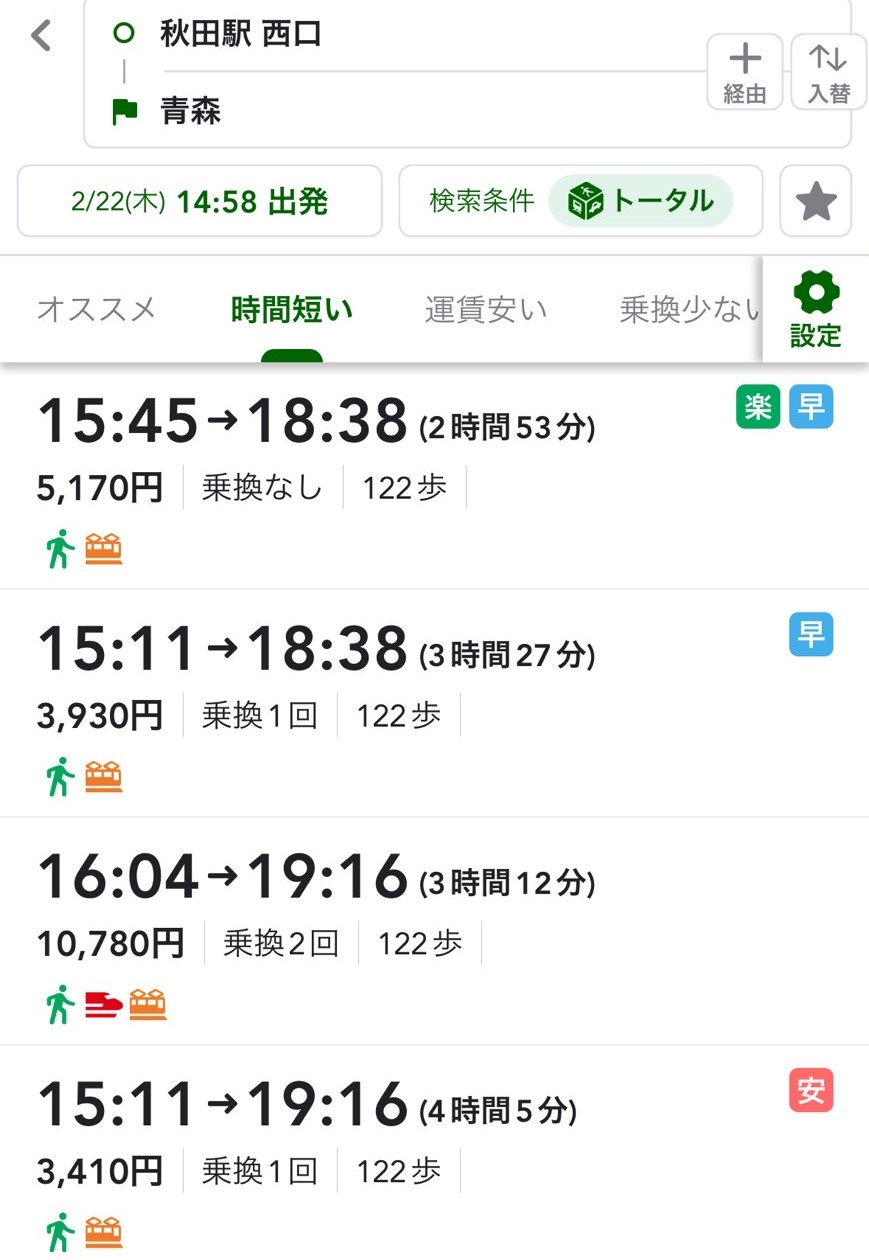 秋田駅 西口
青森
経由
入替
2/22(木) 14:58 出発
検索条件 トータル
オススメ 時間短い 運賃安い 乗換少ない
設定
15:45→18:38 (2時間53分) 楽 早
5,170円 乗換なし 122歩
15:11→18:38 (3時間27分) 早
3,930円 乗換1回 122歩
16:04→19:16 (3時間12分)
10,780円 乗換2回 122歩
15:11→19:16 (4時間5分) 安
3,410円 乗換1回 122歩